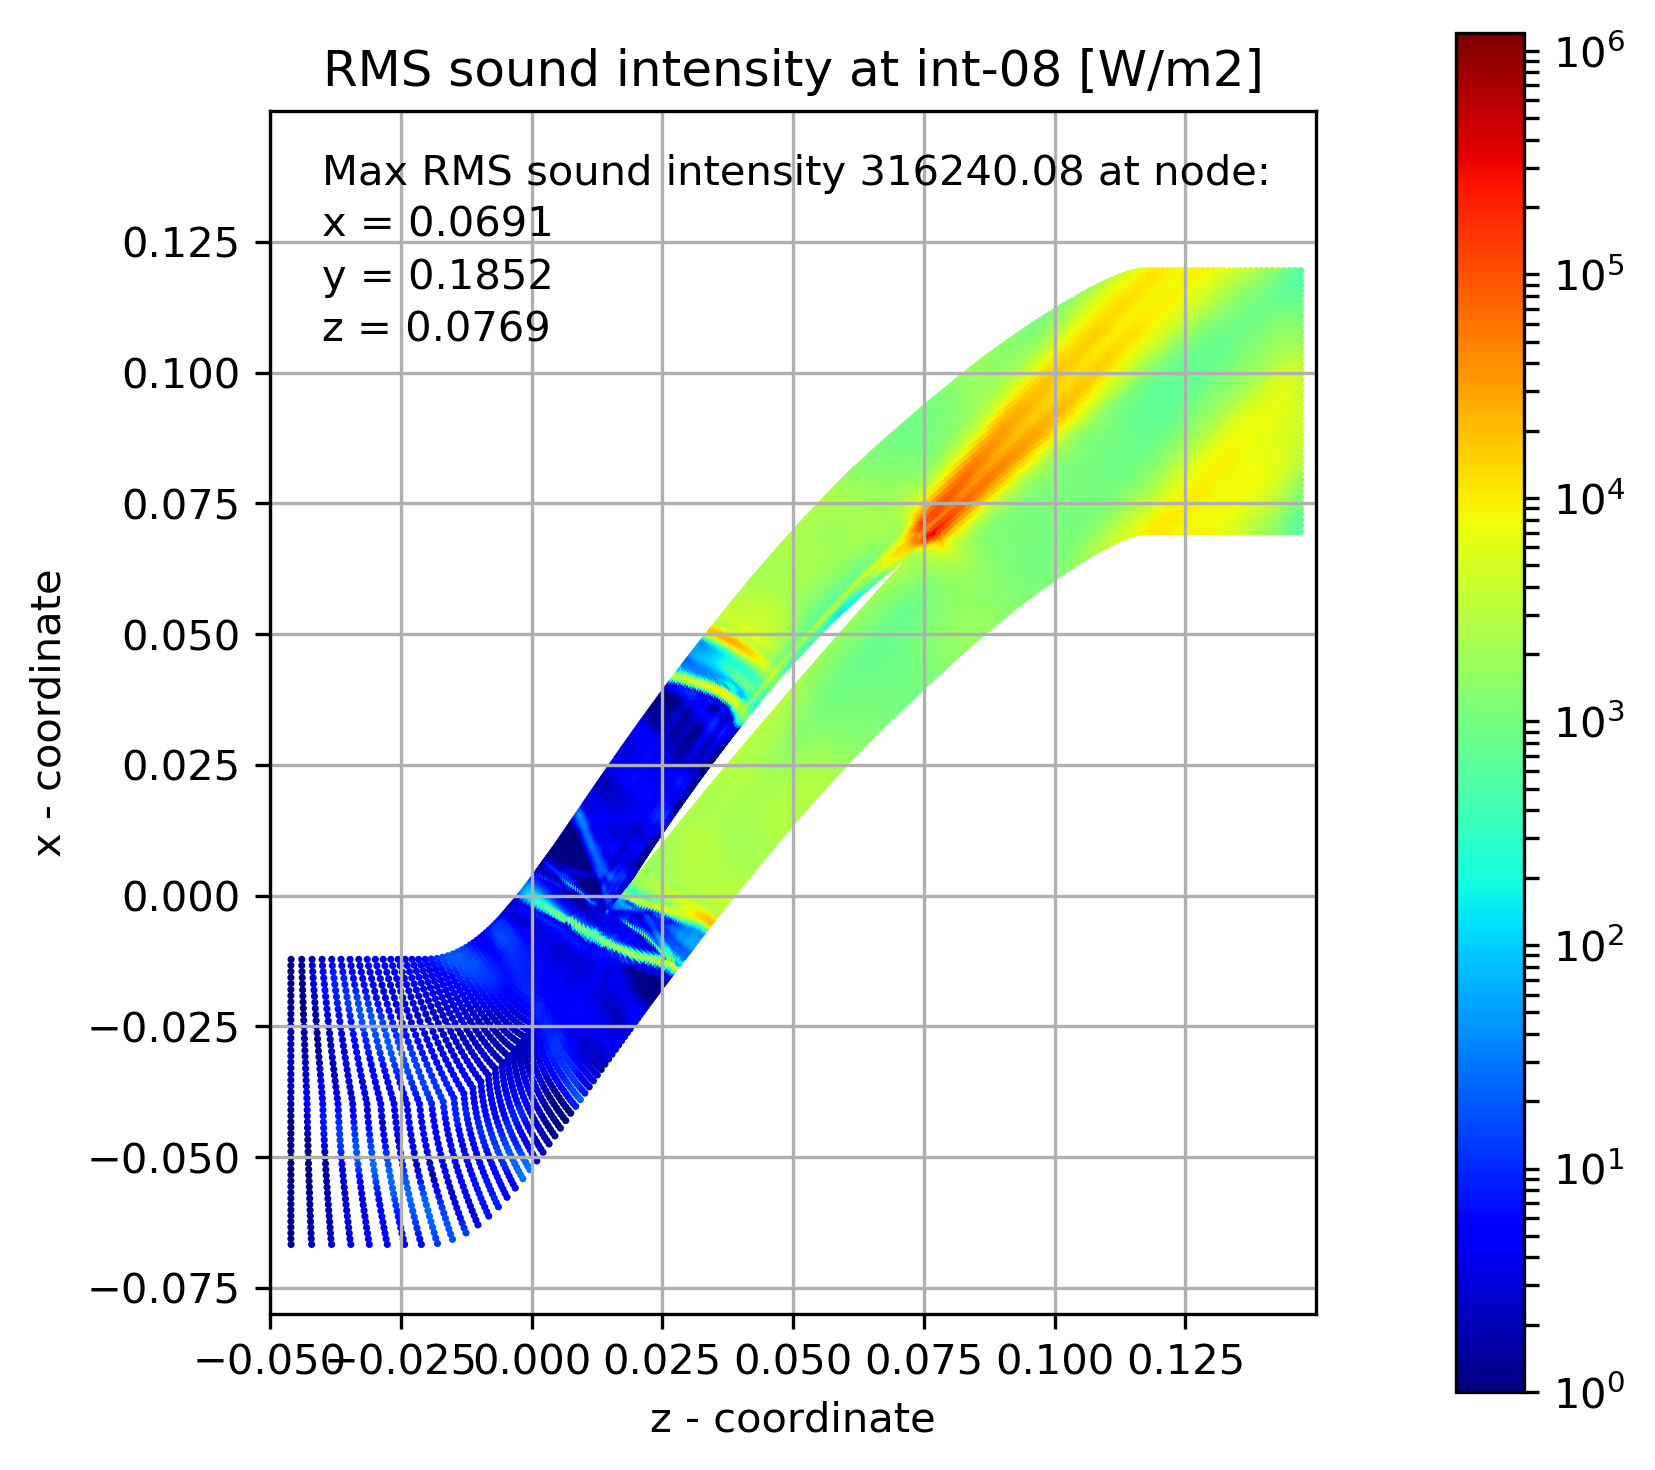 RMS sound intensity at int-08 [W/m2]
Max RMS sound intensity 316240.08 at node:
x = 0.0691
y = 0.1852
z = 0.0769
0.125
0.100
0.075
0.050
0.025
0.000
−0.025
−0.050
−0.075
x - coordinate
−0.050 −0.025 0.000 0.025 0.050 0.075 0.100 0.125
z - coordinate
10⁶
10⁵
10⁴
10³
10²
10¹
10⁰